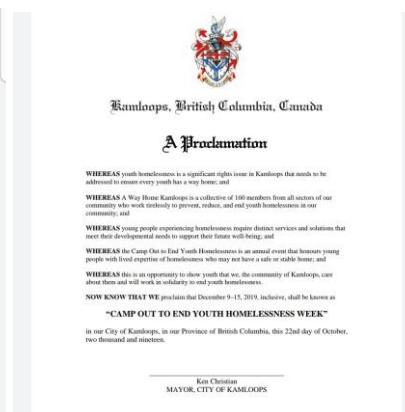 Kamloops, British Columbia, Canada
A Proclamation
WHEREAS youth homelessness is a significant rights issue in Kamloops that needs to be
addressed to ensure every youth has a way home; and
WHEREAS A Way Home Kamloops is a collective of 160 members from all sectors of our
community who work tirelessly to prevent, reduce, and end youth homelessness in our
community; and
WHEREAS young people experiencing homelessness require distinct services and solutions that
meet their developmental needs to support their future well-being; and
WHEREAS the Camp Out to End Youth Homelessness is an annual event that honours young
people with lived expertise of homelessness who may not have a safe or stable home; and
WHEREAS this is an opportunity to show youth that we, the community of Kamloops, care
about them and will work in solidarity to end youth homelessness.
NOW KNOW THAT WE proclaim that December 9–15, 2019, inclusive, shall be known as
“CAMP OUT TO END YOUTH HOMELESSNESS WEEK”
in our City of Kamloops, in our Province of British Columbia, this 22nd day of October,
two thousand and nineteen.
Ken Christian
MAYOR, CITY OF KAMLOOPS